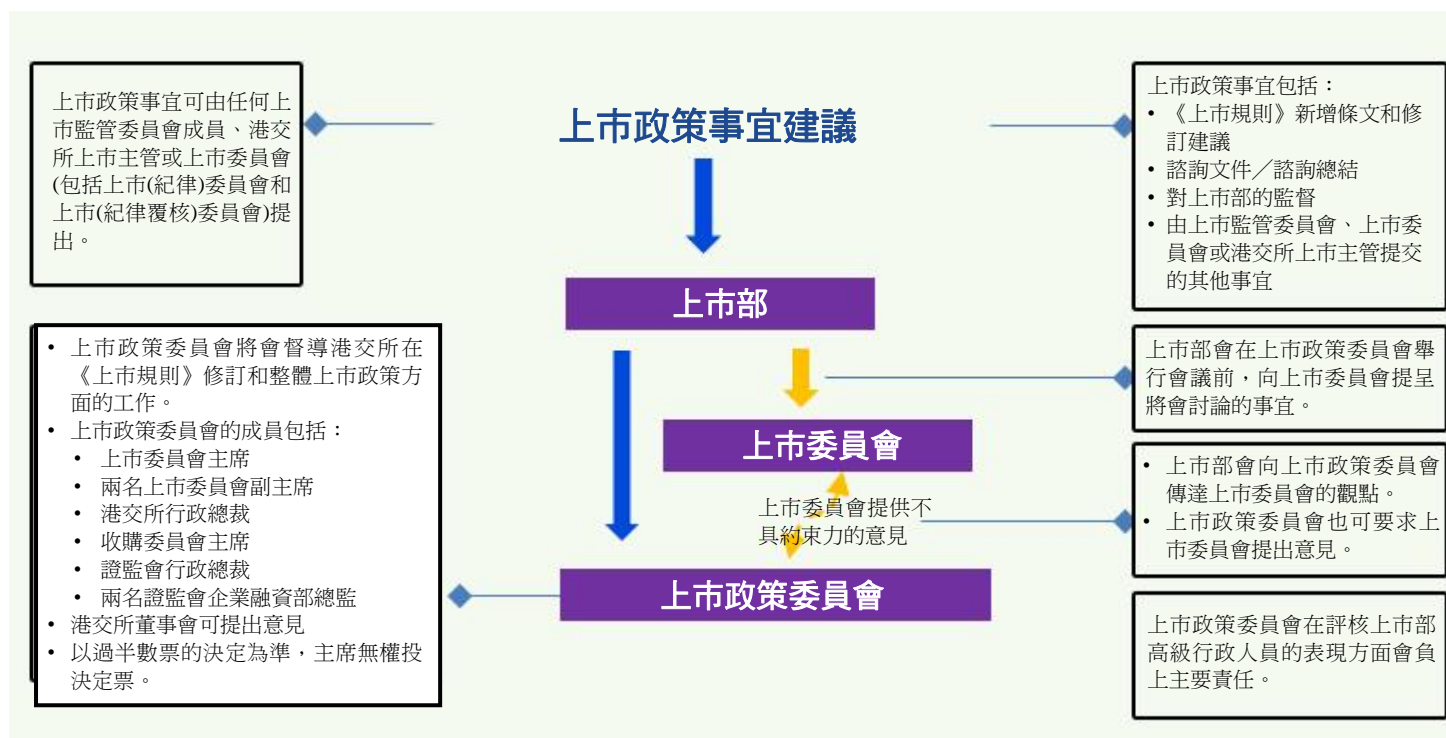 上市政策事宜可由任何上
市監管委員會成員、港交
所上市主管或上市委員會
(包括上市(紀律)委員會和
上市(紀律覆核)委員會)提
出。
上市政策事宜建議
上市政策事宜包括：
• 《上市規則》新增條文和修
訂建議
• 諮詢文件／諮詢總結
• 對上市部的監督
• 由上市監管委員會、上市委
員會或港交所上市主管提交
的其他事宜
上市部
• 上市政策委員會將會督導港交所在
《上市規則》修訂和整體上市政策方
面的工作。
• 上市政策委員會的成員包括：
• 上市委員會主席
• 兩名上市委員會副主席
• 港交所行政總裁
• 收購委員會主席
• 證監會行政總裁
• 兩名證監會企業融資部總監
• 港交所董事會可提出意見
• 以過半數票的決定為準，主席無權投
決定票。
上市部會在上市政策委員會舉
行會議前，向上市委員會提呈
將會討論的事宜。
上市委員會
上市委員會提供不
具約束力的意見
• 上市部會向上市政策委員會
傳達上市委員會的觀點。
• 上市政策委員會也可要求上
市委員會提出意見。
上市政策委員會
上市政策委員會在評核上市部
高級行政人員的表現方面會負
上主要責任。